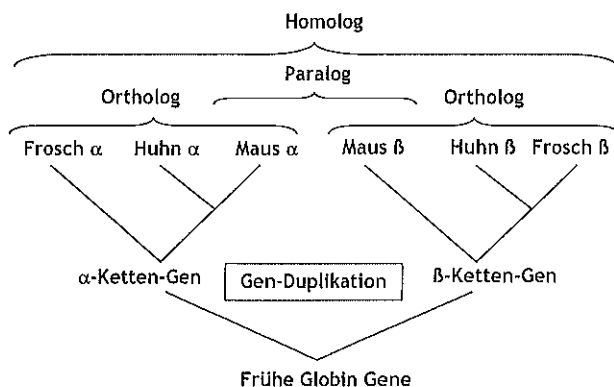 Homolog
Paralog
Ortholog Ortholog
Frosch α Huhn α Maus α Maus ß Huhn ß Frosch ß
α-Ketten-Gen Gen-Duplikation ß-Ketten-Gen
Frühe Globin Gene